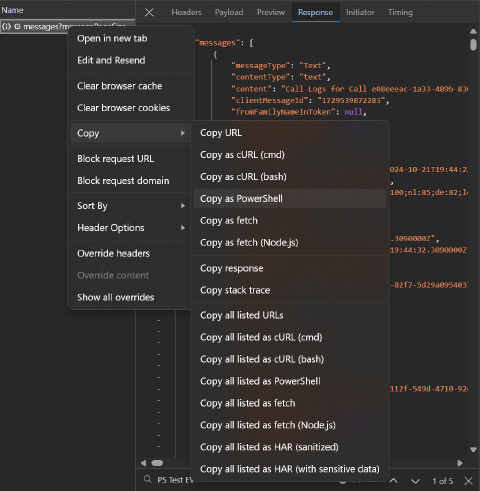 Name
Headers Payload Preview Response Initiator Timing
messages?messagePageSize
"messages": [
{
"messageType": "Text",
"contentType": "text",
"content": "Call Logs for Call e08eeeac-1a33-489b-83
"clientMessageId": "1729539872283",
"fromFamilyNameInToken": null,
024-10-21T19:44:2
100;nl:85;de:82;l
.3090000Z",
19:44:32.3090000Z
-82f7-5d29a095403
112f-549d-4710-92
Open in new tab
Edit and Resend
Clear browser cache
Clear browser cookies
Copy
Block request URL
Block request domain
Sort By
Header Options
Override headers
Override content
Show all overrides
Copy URL
Copy as cURL (cmd)
Copy as cURL (bash)
Copy as PowerShell
Copy as fetch
Copy as fetch (Node.js)
Copy response
Copy stack trace
Copy all listed URLs
Copy all listed as cURL (cmd)
Copy all listed as cURL (bash)
Copy all listed as PowerShell
Copy all listed as fetch
Copy all listed as fetch (Node.js)
Copy all listed as HAR (sanitized)
Copy all listed as HAR (with sensitive data)
PS Test EV
1 of 5